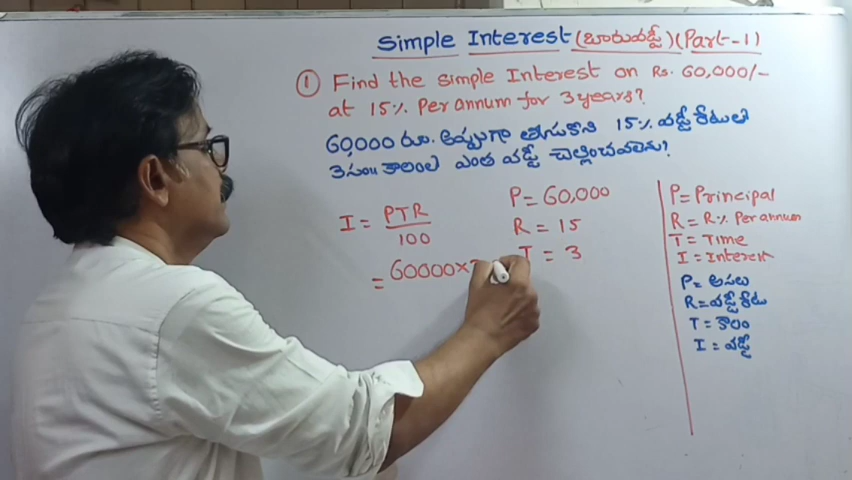 Simple Interest (బారువడ్డీ) (Part-1)
① Find the simple Interest on Rs. 60,000/-
at 15% Per annum for 3 years?
60,000 రూ. అప్పుగా తీసుకొని 15% వడ్డీ రేటుతో
3సం॥ కాలంలో ఎంత వడ్డీ చెల్లించవలెను?
I = PTR/100
P = 60,000
R = 15
T = 3
= 60000×
P = Principal
R = R% Per annum
T = Time
I = Interest
P = అసలు
R = వడ్డీ రేటు
T = కాలం
I = వడ్డీ